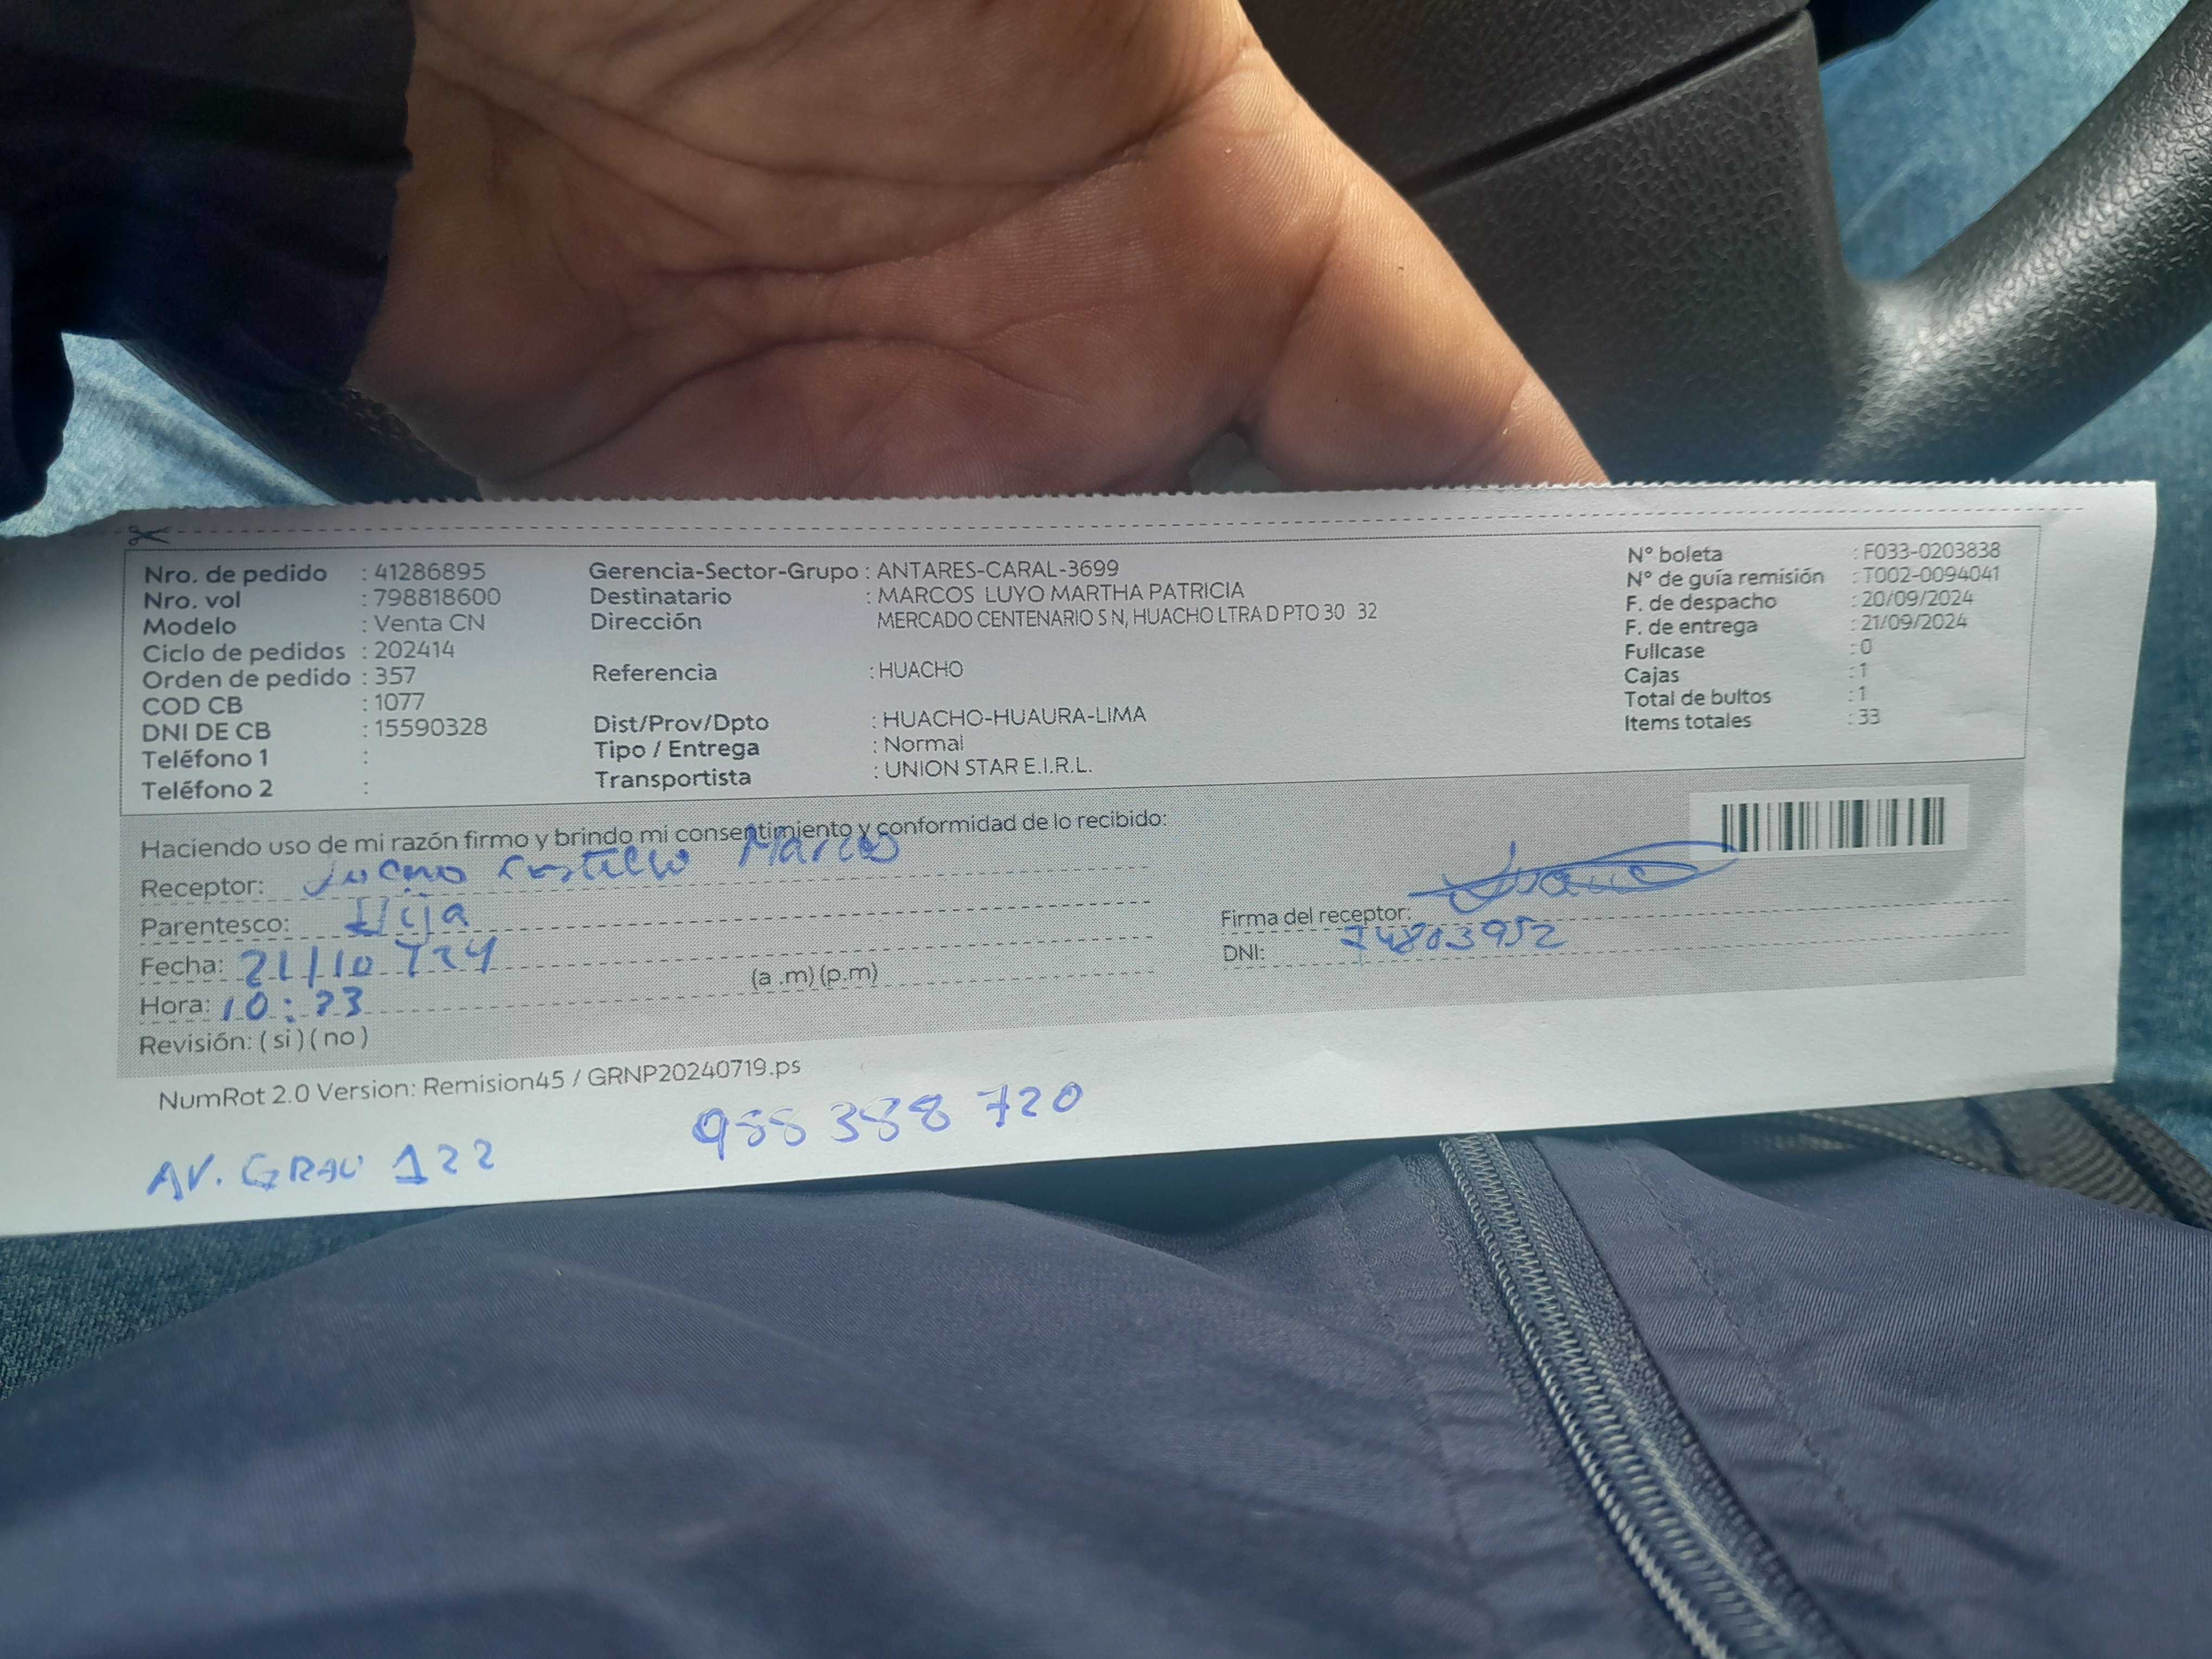 Nro. de pedido : 41286895
Nro. vol : 798818600
Modelo : Venta CN
Ciclo de pedidos : 202414
Orden de pedido : 357
COD CB : 1077
DNI DE CB : 15590328
Teléfono 1 :
Teléfono 2 :
Gerencia-Sector-Grupo : ANTARES-CARAL-3699
Destinatario : MARCOS LUYO MARTHA PATRICIA
Dirección MERCADO CENTENARIO S N, HUACHO LTRA D PTO 30 32
Referencia : HUACHO
Dist/Prov/Dpto : HUACHO-HUAURA-LIMA
Tipo / Entrega : Normal
Transportista : UNION STAR E.I.R.L.
N° boleta : F033-0203838
N° de guía remisión : T002-0094041
F. de despacho : 20/09/2024
F. de entrega : 21/09/2024
Fullcase : 0
Cajas : 1
Total de bultos : 1
Items totales : 33
Haciendo uso de mi razón firmo y brindo mi consentimiento y conformidad de lo recibido:
Receptor: Castillo Marcos
Parentesco: Hija
Fecha: 21/10
Hora: 10: (a .m) (p.m)
Revisión: ( si ) ( no )
Firma del receptor:
DNI: 74803952
NumRot 2.0 Version: Remision45 / GRNP20240719.ps
AV. GRAU 122
988 388 720